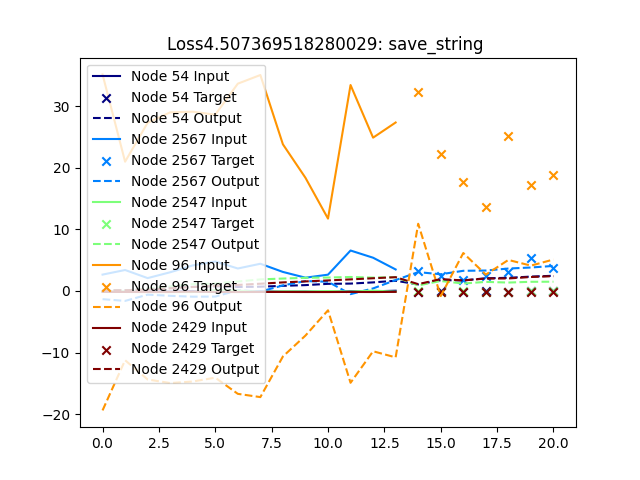 Loss4.507369518280029: save_string
30
20
10
0
−10
−20
Node 54 Input
Node 54 Target
Node 54 Output
Node 2567 Input
Node 2567 Target
Node 2567 Output
Node 2547 Input
Node 2547 Target
Node 2547 Output
Node 96 Input
Node 96 Target
Node 96 Output
Node 2429 Input
Node 2429 Target
Node 2429 Output
0.0 2.5 5.0 7.5 10.0 12.5 15.0 17.5 20.0